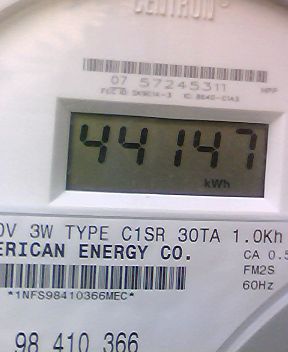 CENTRON
07 57245311
44147
kWh
3W TYPE C1SR 30TA 1.0Kh
ERICAN ENERGY CO.
CA 0.5
FM2S
*1NFS98410366MEC*
60Hz
98 410 366